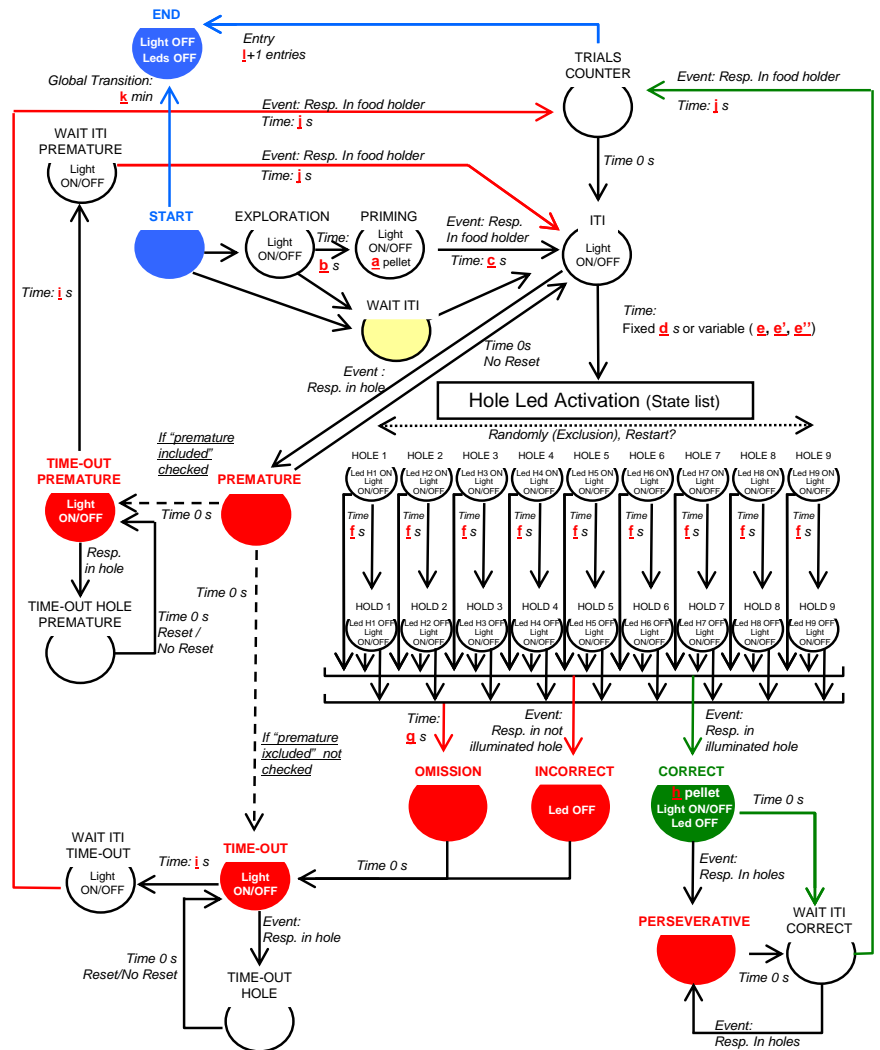 END
Light OFF
Leds OFF
Entry
l+1 entries
TRIALS
COUNTER
Global Transition:
k min
Event: Resp. In food holder
Time: j s
Event: Resp. In food holder
Time: j s
WAIT ITI
PREMATURE
Light
ON/OFF
Event: Resp. In food holder
Time: j s
Time 0 s
START
EXPLORATION
Light
ON/OFF
Time:
b s
PRIMING
Light
ON/OFF
a pellet
Event: Resp.
In food holder
Time: c s
ITI
Light
ON/OFF
WAIT ITI
Time: i s
Time:
Fixed d s or variable ( e, e', e'')
Time 0s
No Reset
Event :
Resp. in hole
Hole Led Activation (State list)
Randomly (Exclusion), Restart?
If "premature
included"
checked
TIME-OUT
PREMATURE
Light
ON/OFF
PREMATURE
Time 0 s
HOLE 1 HOLE 2 HOLE 3 HOLE 4 HOLE 5 HOLE 6 HOLE 7 HOLE 8 HOLE 9
Led H1 ON Led H2 ON Led H3 ON Led H4 ON Led H5 ON Led H6 ON Led H7 ON Led H8 ON Led H9 ON
Light Light Light Light Light Light Light Light Light
ON/OFF ON/OFF ON/OFF ON/OFF ON/OFF ON/OFF ON/OFF ON/OFF ON/OFF
Time Time Time Time Time Time Time Time Time
f s f s f s f s f s f s f s f s f s
Resp.
in hole
TIME-OUT HOLE
PREMATURE
Time 0 s
Reset /
No Reset
Time 0 s
HOLD 1 HOLD 2 HOLD 3 HOLD 4 HOLD 5 HOLD 6 HOLD 7 HOLD 8 HOLD 9
Led H1 OFF Led H2 OFF Led H3 OFF Led H4 OFF Led H5 OFF Led H6 OFF Led H7 OFF Led H8 OFF Led H9 OFF
Light Light Light Light Light Light Light Light Light
ON/OFF ON/OFF ON/OFF ON/OFF ON/OFF ON/OFF ON/OFF ON/OFF ON/OFF
If "premature
ixcluded" not
checked
Time:
g s
Event:
Resp. in not
illuminated hole
Event:
Resp. in
illuminated hole
OMISSION
INCORRECT
Led OFF
CORRECT
h pellet
Light ON/OFF
Led OFF
Time 0 s
WAIT ITI
TIME-OUT
Light
ON/OFF
Time: i s
TIME-OUT
Light
ON/OFF
Time 0 s
Event:
Resp. In holes
Event:
Resp. in hole
Time 0 s
Reset/No Reset
TIME-OUT
HOLE
PERSEVERATIVE
Time 0 s
WAIT ITI
CORRECT
Event:
Resp. In holes